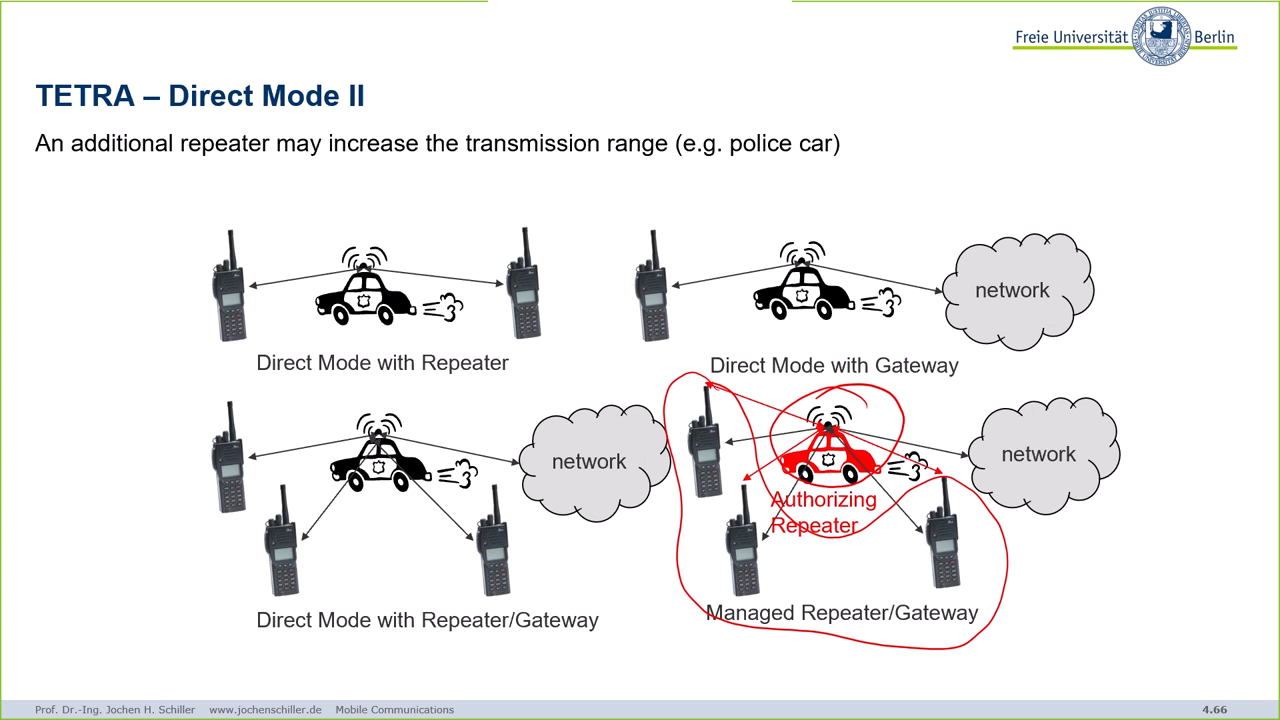 Freie Universität Berlin
TETRA – Direct Mode II
An additional repeater may increase the transmission range (e.g. police car)
network
Direct Mode with Repeater
Direct Mode with Gateway
network
network
Authorizing
Repeater
Direct Mode with Repeater/Gateway
Managed Repeater/Gateway
Prof. Dr.-Ing. Jochen H. Schiller www.jochenschiller.de Mobile Communications
4.66